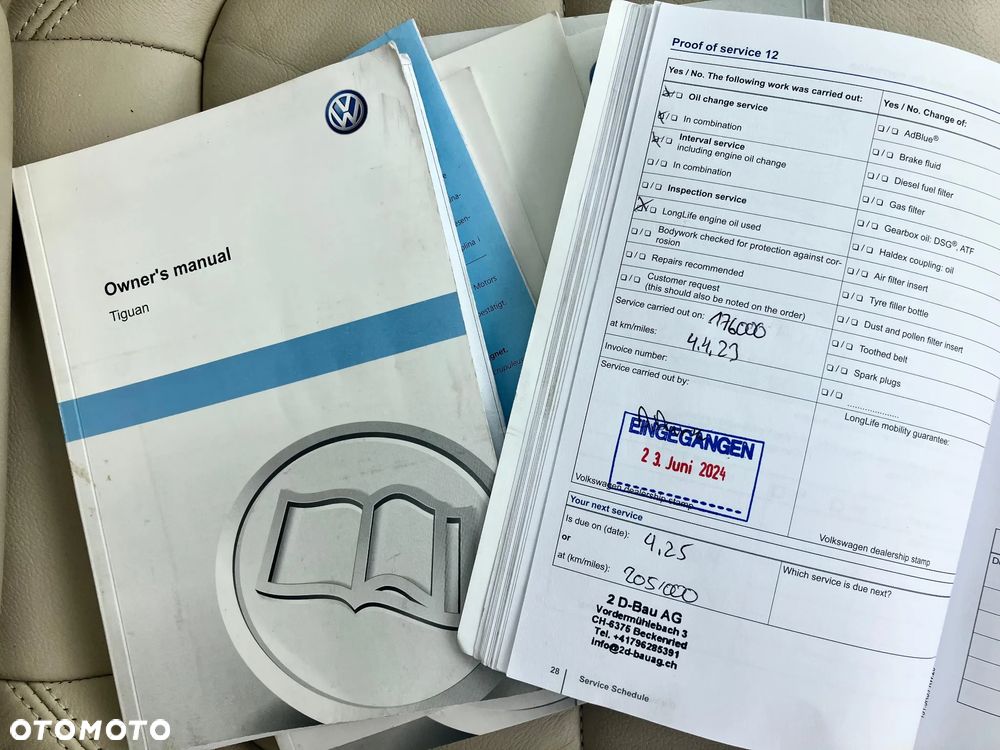 Owner's manual
Tiguan
Motors
bestätigt.
Proof of service 12
Yes / No. The following work was carried out:
Oil change service
In combination
Interval service
including engine oil change
In combination
Inspection service
LongLife engine oil used
Bodywork checked for protection against cor-
rosion
Repairs recommended
Customer request
(this should also be noted on the order)
Service carried out on: 176000
at km/miles: 4.4.23
Invoice number:
Service carried out by:
EINGEGANGEN
23. Juni 2024
Volkswagen dealership stamp
Yes / No. Change of:
AdBlue®
Brake fluid
Diesel fuel filter
Gas filter
Gearbox oil: DSG®, ATF
Haldex coupling: oil
Air filter insert
Tyre filler bottle
Dust and pollen filter insert
Toothed belt
Spark plugs
LongLife mobility guarantee:
Volkswagen dealership stamp
Your next service
Is due on (date): 4.25
or
at (km/miles): 205'000
Which service is due next?
2 D-Bau AG
Vordermühlebach 3
CH-6375 Beckenried
Tel. +41796285391
info@2d-bauag.ch
28 Service Schedule
OTOMOTO